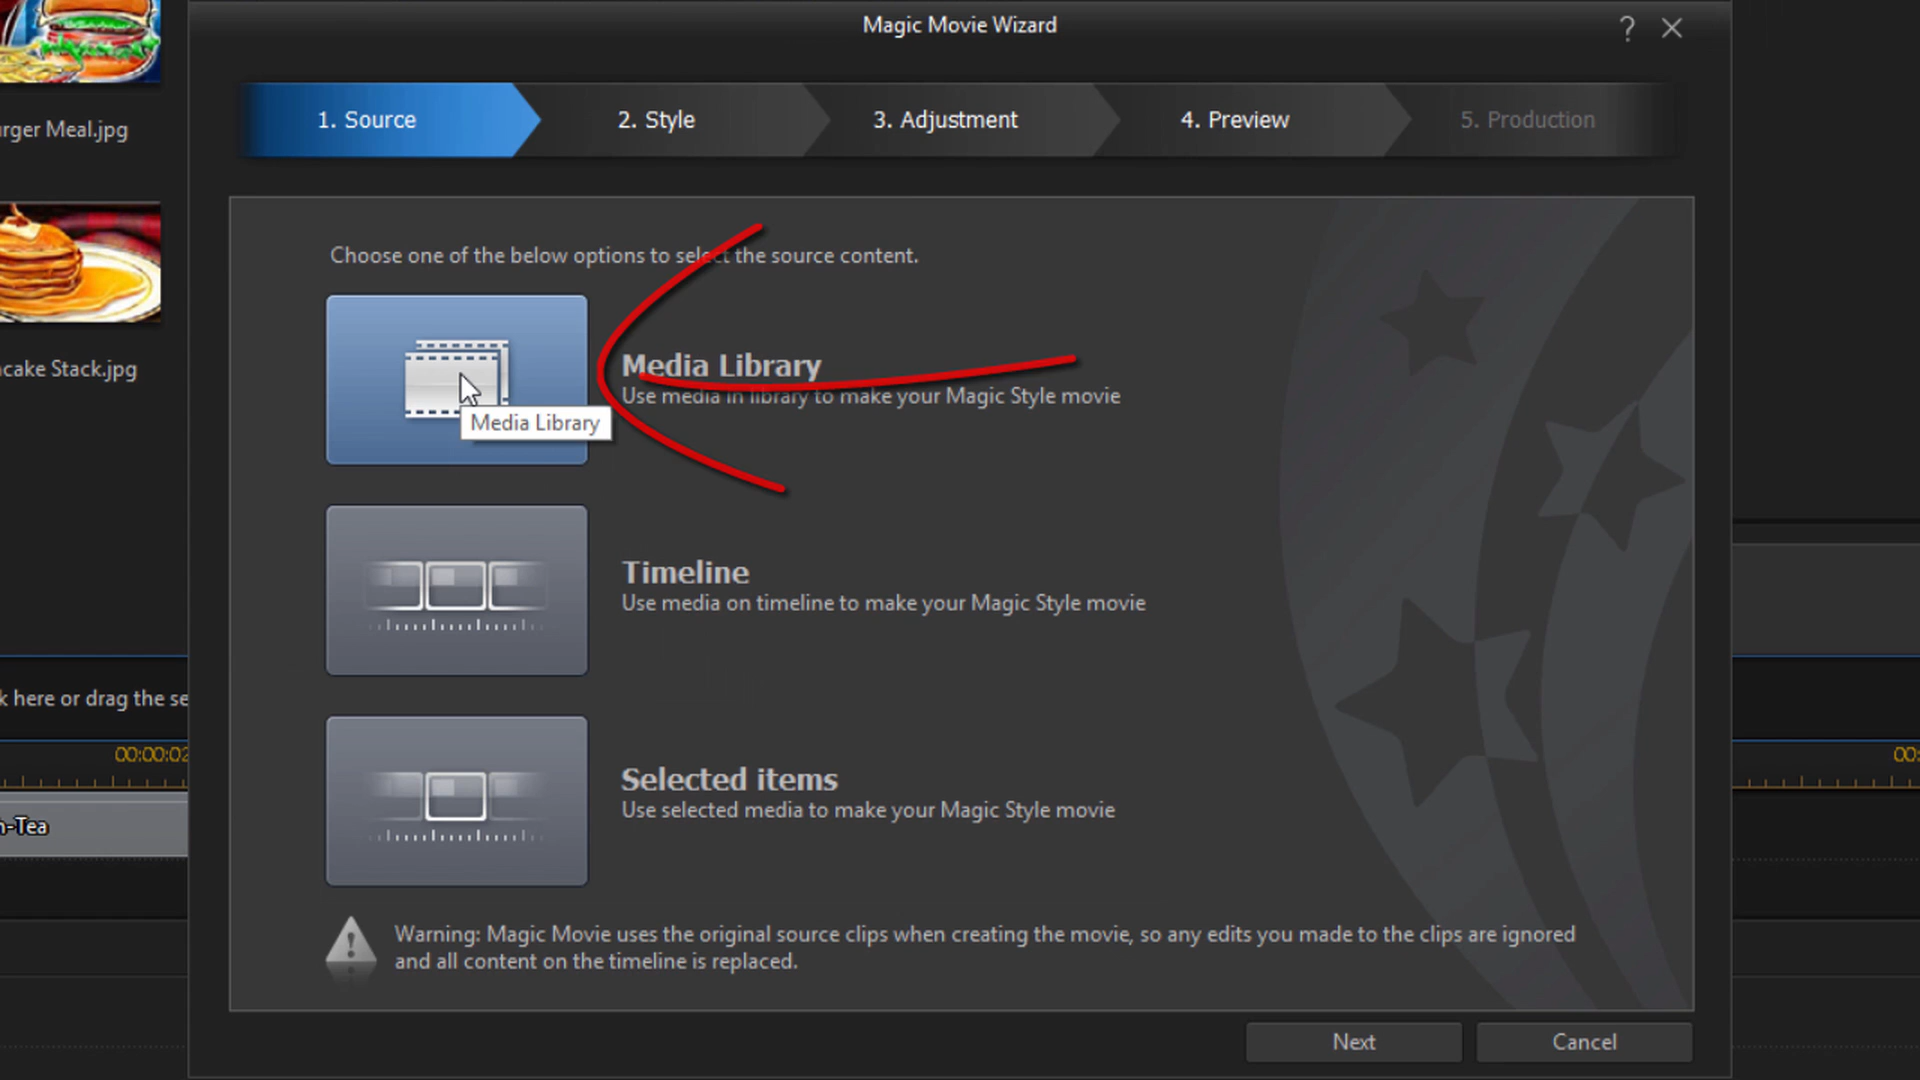 Magic Movie Wizard
?
1. Source
2. Style
3. Adjustment
4. Preview
5. Production
urger Meal.jpg
cake Stack.jpg
Choose one of the below options to select the source content.
Media Library
Use media in library to make your Magic Style movie
Media Library
Timeline
Use media on timeline to make your Magic Style movie
Selected items
Use selected media to make your Magic Style movie
k here or drag the se
00:00:02
00:
-Tea
Warning: Magic Movie uses the original source clips when creating the movie, so any edits you made to the clips are ignored
and all content on the timeline is replaced.
Next
Cancel